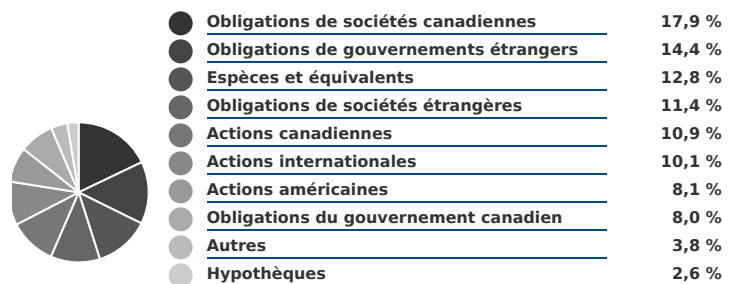 Obligations de sociétés canadiennes 17,9 %
Obligations de gouvernements étrangers 14,4 %
Espèces et équivalents 12,8 %
Obligations de sociétés étrangères 11,4 %
Actions canadiennes 10,9 %
Actions internationales 10,1 %
Actions américaines 8,1 %
Obligations du gouvernement canadien 8,0 %
Autres 3,8 %
Hypothèques 2,6 %